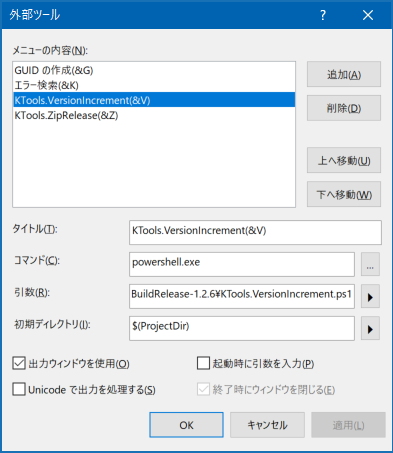 外部ツール
?
メニューの内容(N):
GUID の作成(&G)
エラー検索(&K)
KTools.VersionIncrement(&V)
KTools.ZipRelease(&Z)
追加(A)
削除(D)
上へ移動(U)
下へ移動(W)
タイトル(T):
KTools.VersionIncrement(&V)
コマンド(C):
powershell.exe
...
引数(R):
BuildRelease-1.2.6¥KTools.VersionIncrement.ps1
初期ディレクトリ(I):
$(ProjectDir)
出力ウィンドウを使用(O)
起動時に引数を入力(P)
Unicode で出力を処理する(S)
終了時にウィンドウを閉じる(E)
OK
キャンセル
適用(L)